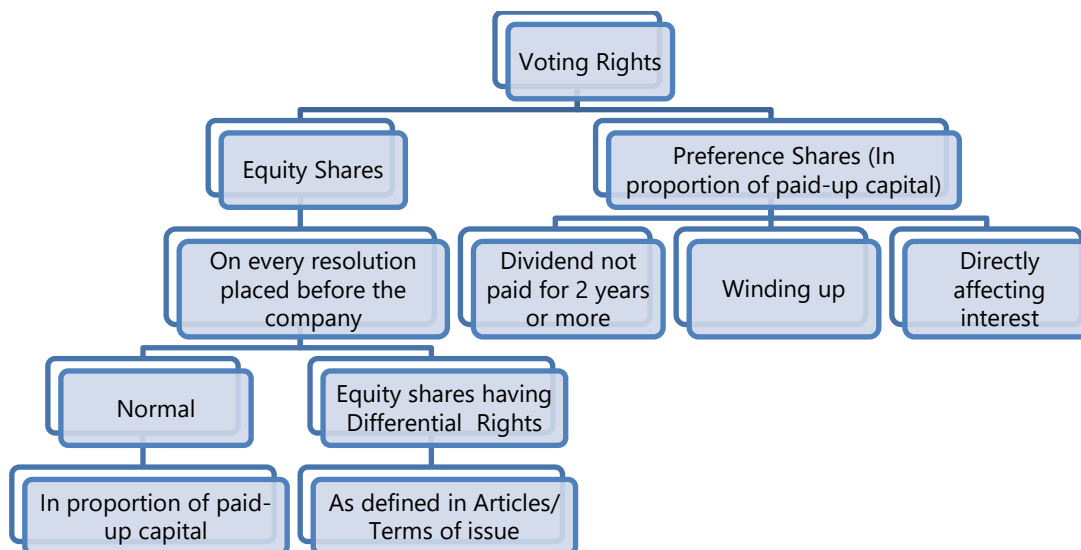 Voting Rights
Equity Shares
Preference Shares (In
proportion of paid-up capital)
On every resolution
placed before the
company
Dividend not
paid for 2 years
or more
Winding up
Directly
affecting
interest
Normal
Equity shares having
Differential Rights
In proportion of paid-
up capital
As defined in Articles/
Terms of issue